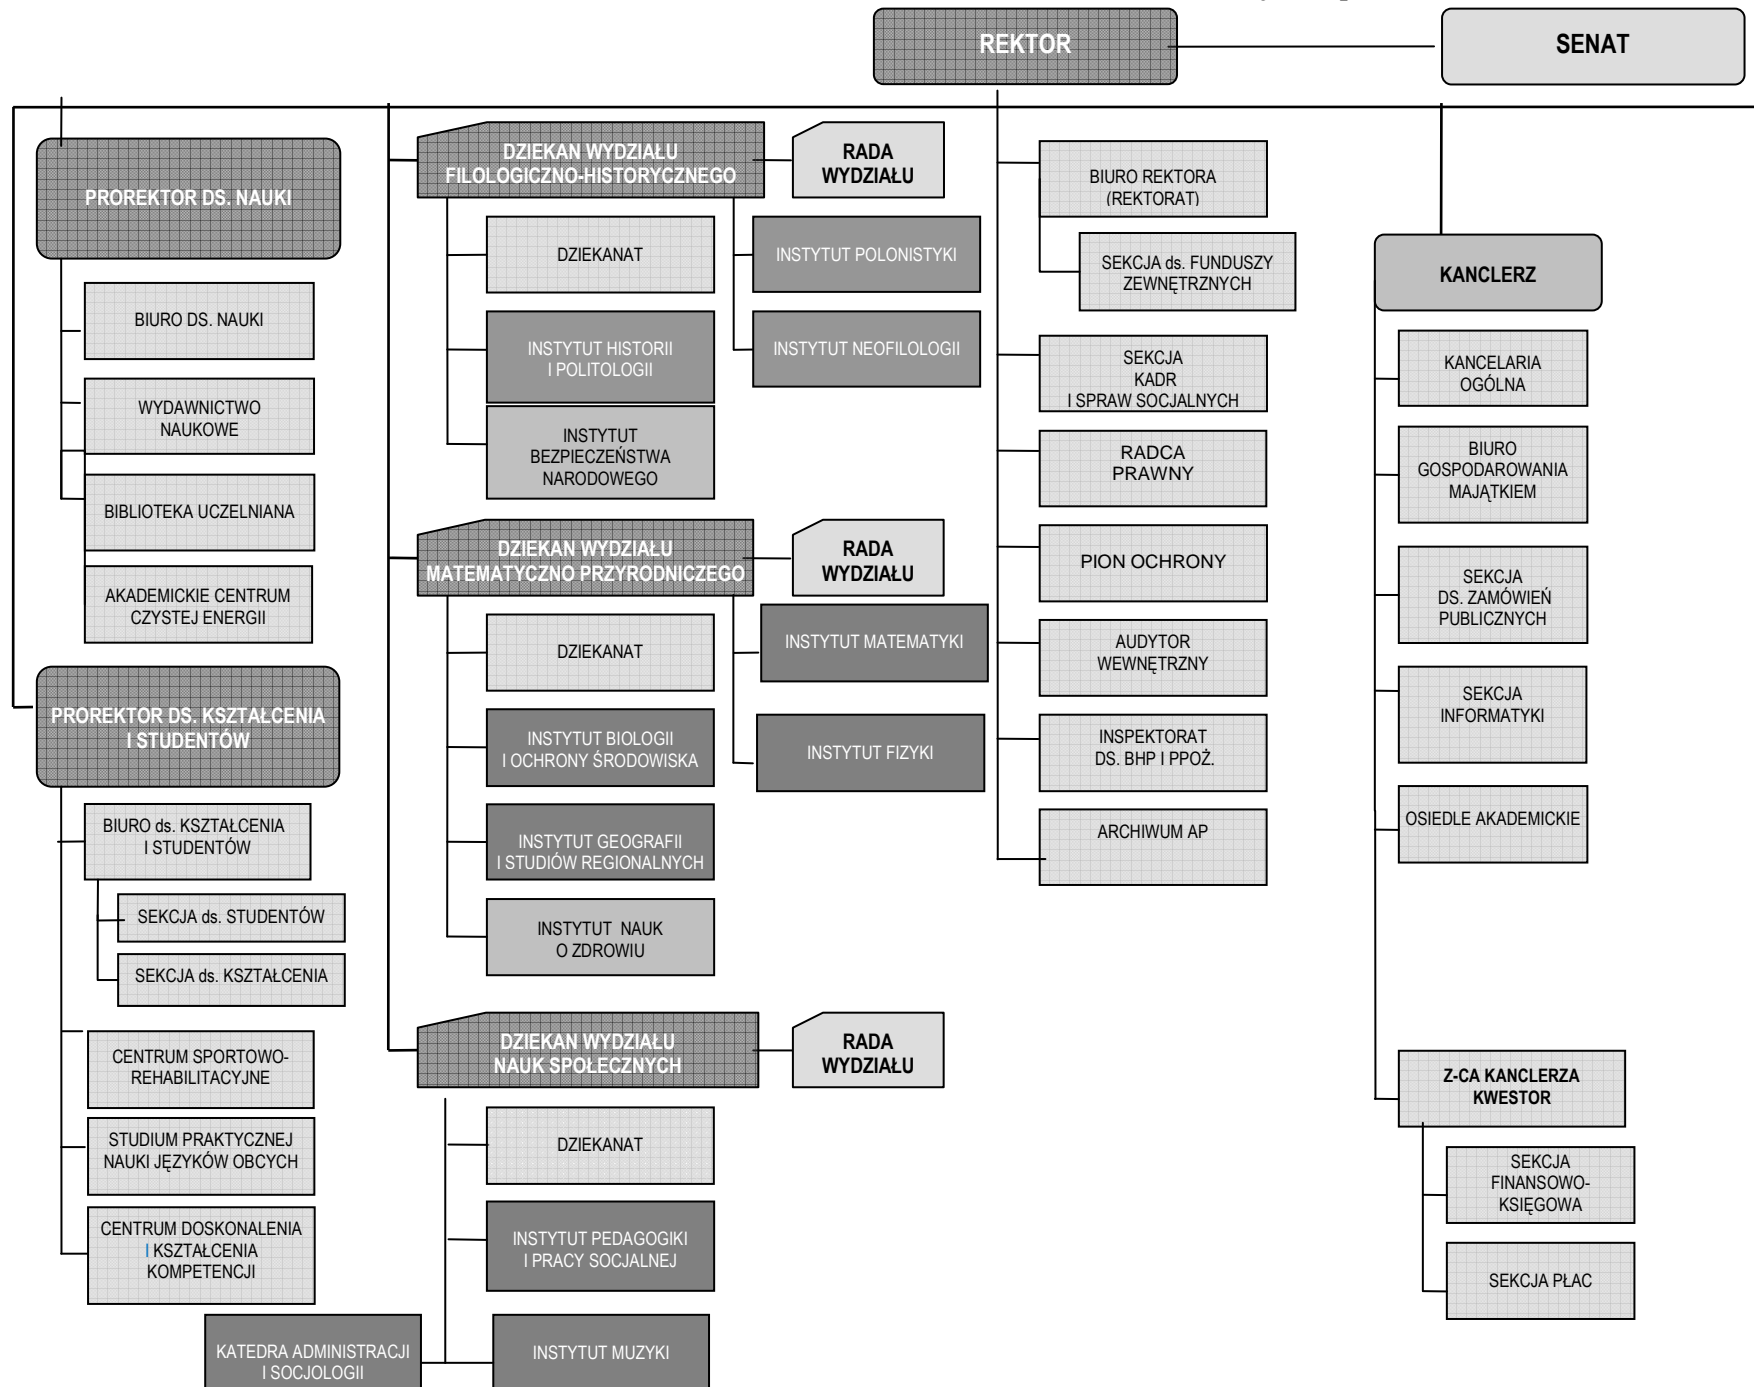 REKTOR
SENAT
PROREKTOR DS. NAUKI
BIURO DS. NAUKI
WYDAWNICTWO
NAUKOWE
BIBLIOTEKA UCZELNIANA
AKADEMICKIE CENTRUM
CZYSTEJ ENERGII
PROREKTOR DS. KSZTAŁCENIA
I STUDENTÓW
BIURO ds. KSZTAŁCENIA
I STUDENTÓW
SEKCJA ds. STUDENTÓW
SEKCJA ds. KSZTAŁCENIA
CENTRUM SPORTOWO-
REHABILITACYJNE
STUDIUM PRAKTYCZNEJ
NAUKI JĘZYKÓW OBCYCH
CENTRUM DOSKONALENIA
I KSZTAŁCENIA
KOMPETENCJI
DZIEKAN WYDZIAŁU
FILOLOGICZNO-HISTORYCZNEGO
RADA
WYDZIAŁU
DZIEKANAT
INSTYTUT POLONISTYKI
INSTYTUT HISTORII
I POLITOLOGII
INSTYTUT NEOFILOLOGII
INSTYTUT
BEZPIECZEŃSTWA
NARODOWEGO
DZIEKAN WYDZIAŁU
MATEMATYCZNO PRZYRODNICZEGO
RADA
WYDZIAŁU
DZIEKANAT
INSTYTUT MATEMATYKI
INSTYTUT BIOLOGII
I OCHRONY ŚRODOWISKA
INSTYTUT FIZYKI
INSTYTUT GEOGRAFII
I STUDIÓW REGIONALNYCH
INSTYTUT NAUK
O ZDROWIU
DZIEKAN WYDZIAŁU
NAUK SPOŁECZNYCH
RADA
WYDZIAŁU
DZIEKANAT
INSTYTUT PEDAGOGIKI
I PRACY SOCJALNEJ
KATEDRA ADMINISTRACJI
I SOCJOLOGII
INSTYTUT MUZYKI
BIURO REKTORA
(REKTORAT)
SEKCJA ds. FUNDUSZY
ZEWNĘTRZNYCH
SEKCJA
KADR
I SPRAW SOCJALNYCH
RADCA
PRAWNY
PION OCHRONY
AUDYTOR
WEWNĘTRZNY
INSPEKTORAT
DS. BHP I PPOŻ.
ARCHIWUM AP
KANCLERZ
KANCELARIA
OGÓLNA
BIURO
GOSPODAROWANIA
MAJĄTKIEM
SEKCJA
DS. ZAMÓWIEŃ
PUBLICZNYCH
SEKCJA
INFORMATYKI
OSIEDLE AKADEMICKIE
Z-CA KANCLERZA
KWESTOR
SEKCJA
FINANSOWO-
KSIĘGOWA
SEKCJA PŁAC